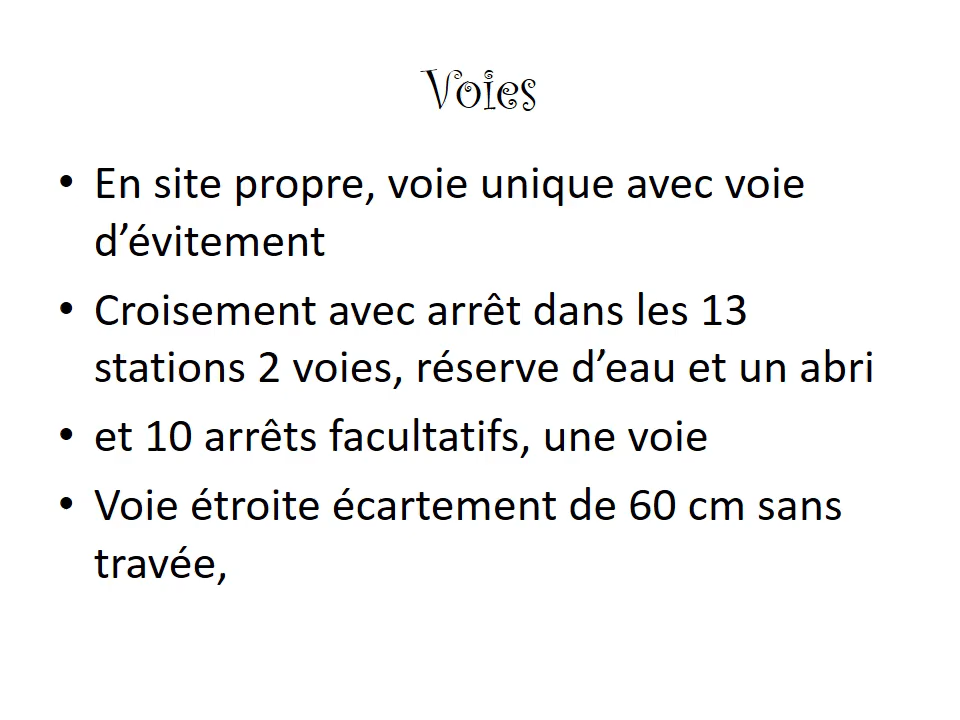 Voies
• En site propre, voie unique avec voie
d’évitement
• Croisement avec arrêt dans les 13
stations 2 voies, réserve d’eau et un abri
• et 10 arrêts facultatifs, une voie
• Voie étroite écartement de 60 cm sans
travée,